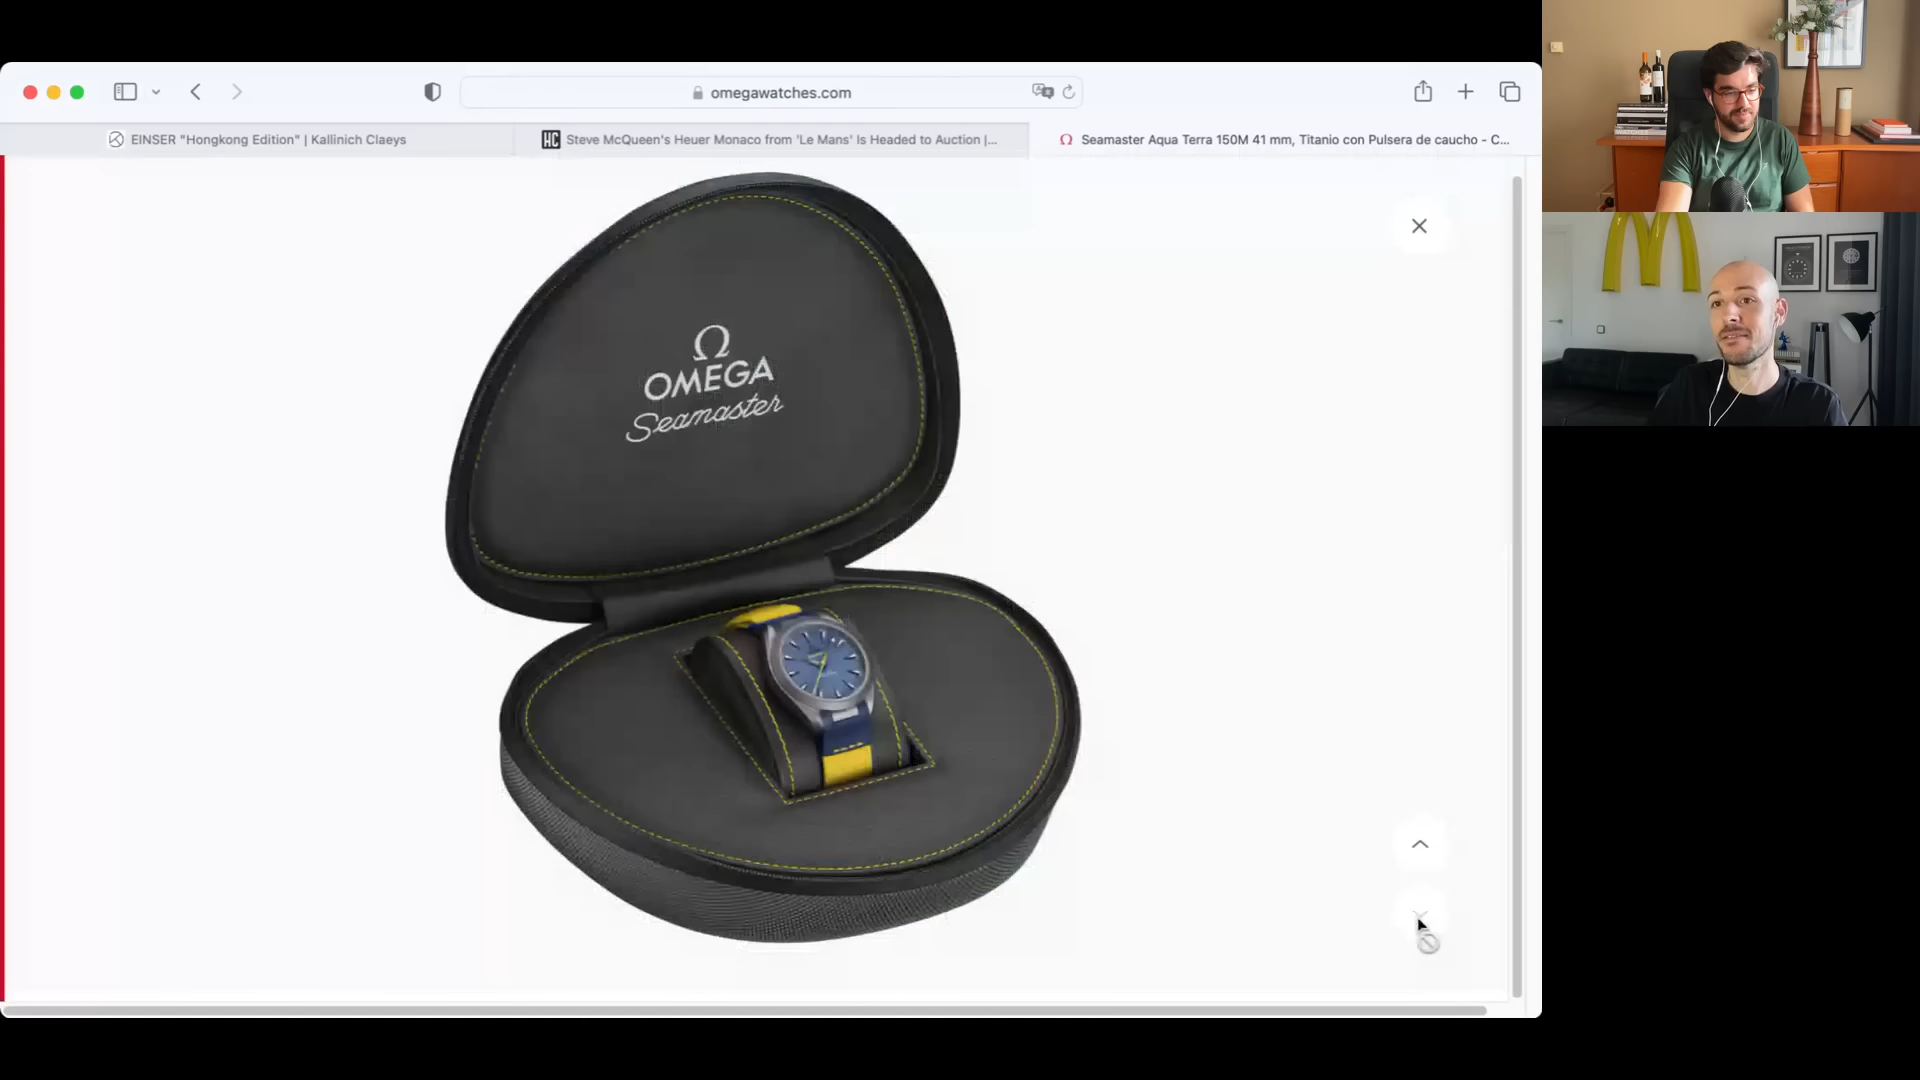 omegawatches.com
EINSER "Hongkong Edition" | Kallinich Claeys
HC Steve McQueen's Heuer Monaco from 'Le Mans' Is Headed to Auction |...
Ω Seamaster Aqua Terra 150M 41 mm, Titanio con Pulsera de caucho - C...
Ω
OMEGA
Seamaster